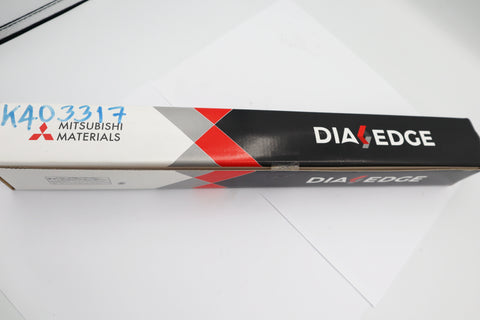 K403317
MITSUBISHI
MATERIALS
DIAEDGE
DIAEDGE